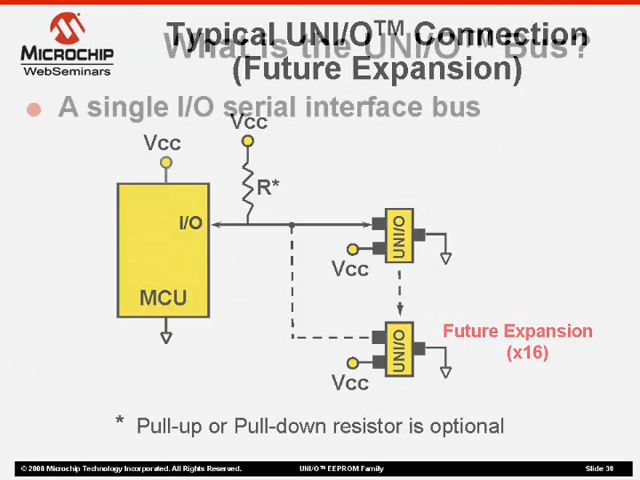 MICROCHIP
WebSeminars
Typical UNI/O™ Connection
(Future Expansion)
What is the UNI/O™ Bus?
A single I/O serial interface bus
Vcc
Vcc
R*
I/O
MCU
UNI/O
Vcc
UNI/O
Vcc
Future Expansion
(x16)
* Pull-up or Pull-down resistor is optional
© 2008 Microchip Technology Incorporated. All Rights Reserved.
UNI/O™ EEPROM Family
Slide 30